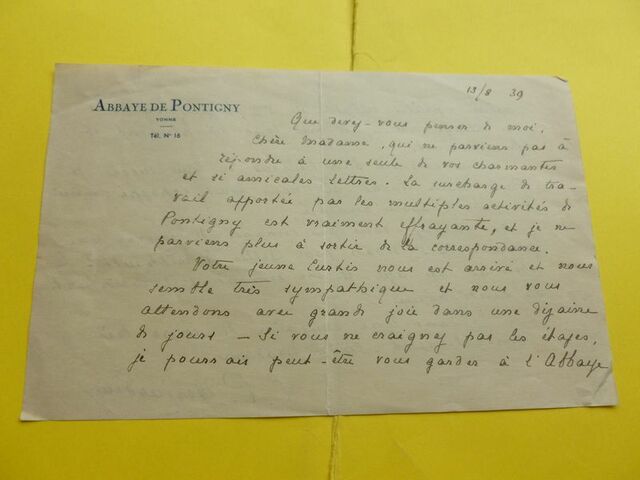 ABBAYE DE PONTIGNY
YONNE
Tél. N° 16
13/8 39
Que devez-vous penser de moi,
Chère Madame, qui ne parviens pas à
répondre à une seule de vos charmantes
et si amicales lettres. La surcharge de tra-
vail apportée par les multiples activités de
Pontigny est vraiment effrayante, et je ne
parviens plus à sortir de la correspondance.
Votre jeune Curtis nous est arrivé et nous
semble très sympathique et nous vous
attendons avec grande joie dans une dizaine
de jours — Si vous ne craignez pas les étages,
je pourrais peut-être vous garder à l'Abbaye